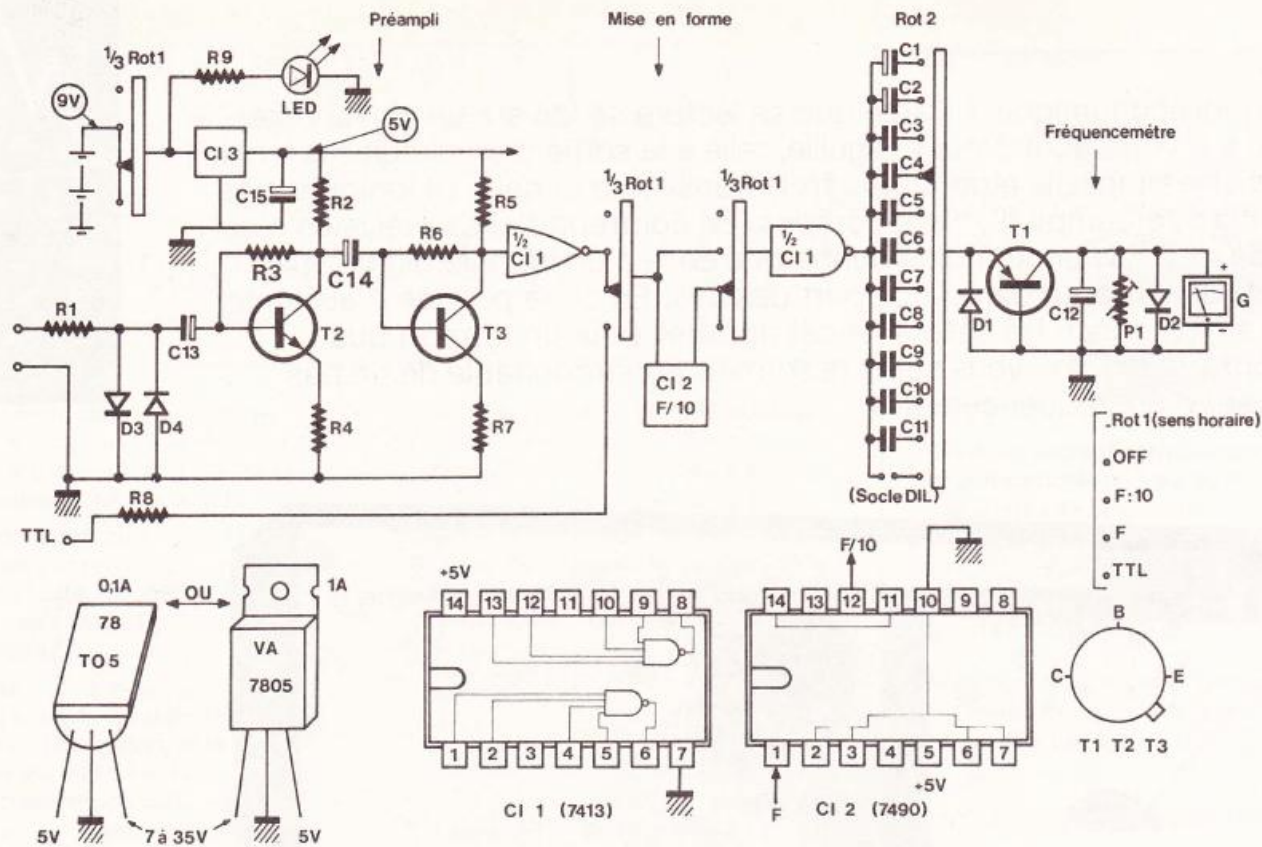 Préampli
Mise en forme
Rot 2
1/3 Rot 1
R9
LED
9V
5V
CI 3
C15
R2
R5
R3
C14
R6
1/2 CI 1
1/3 Rot 1
1/3 Rot 1
1/2 CI 1
C1
C2
C3
C4
C5
C6
C7
C8
C9
C10
C11
(Socle DIL)
Fréquencemètre
T1
D1
C12
P1
D2
+
G
-
R1
C13
T2
T3
D3
D4
R4
R7
CI 2
F/10
R8
TTL
Rot 1 (sens horaire)
OFF
F:10
F
TTL
0,1A
OU
1A
78
TO5
VA
7805
5V
7 à 35V
5V
+5V
14 13 12 11 10 9 8
1 2 3 4 5 6 7
CI 1 (7413)
F/10
14 13 12 11 10 9 8
1 2 3 4 5 6 7
F
+5V
CI 2 (7490)
B
C
E
T1 T2 T3